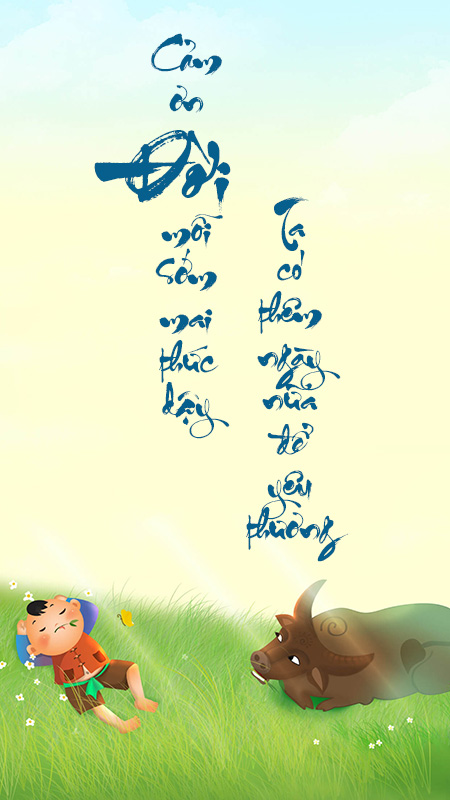 Cảm
ơn
Đời
mỗi
sớm
mai
thức
dậy
Ta
có
thêm
ngày
nữa
để
yêu
thương